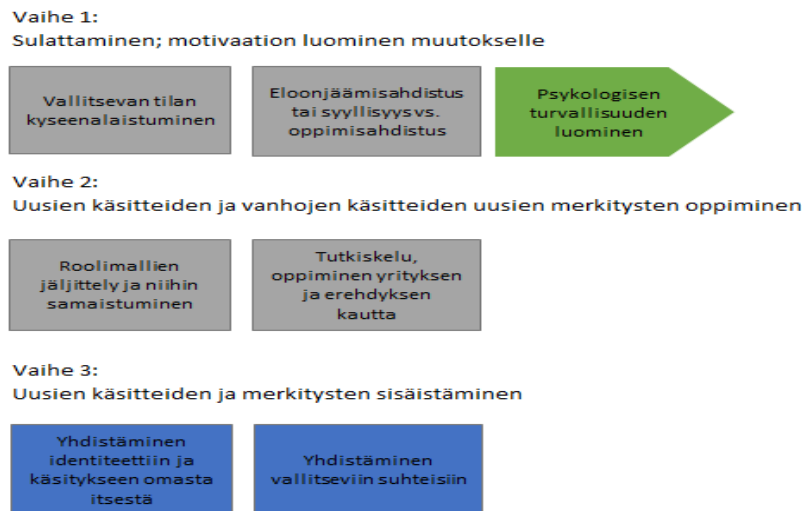 Vaihe 1:
Sulattaminen; motivaation luominen muutokselle
Vallitsevan tilan
kyseenalaistuminen
Eloonjäämisahdistus
tai syyllisyys vs.
oppimisahdistus
Psykologisen
turvallisuuden
luominen
Vaihe 2:
Uusien käsitteiden ja vanhojen käsitteiden uusien merkitysten oppiminen
Roolimallien
jäljittely ja niihin
samaistuminen
Tutkiskelu,
oppiminen yrityksen
ja erehdyksen
kautta
Vaihe 3:
Uusien käsitteiden ja merkitysten sisäistäminen
Yhdistäminen
identiteettiin ja
käsitykseen omasta
itsestä
Yhdistäminen
vallitseviin suhteisiin